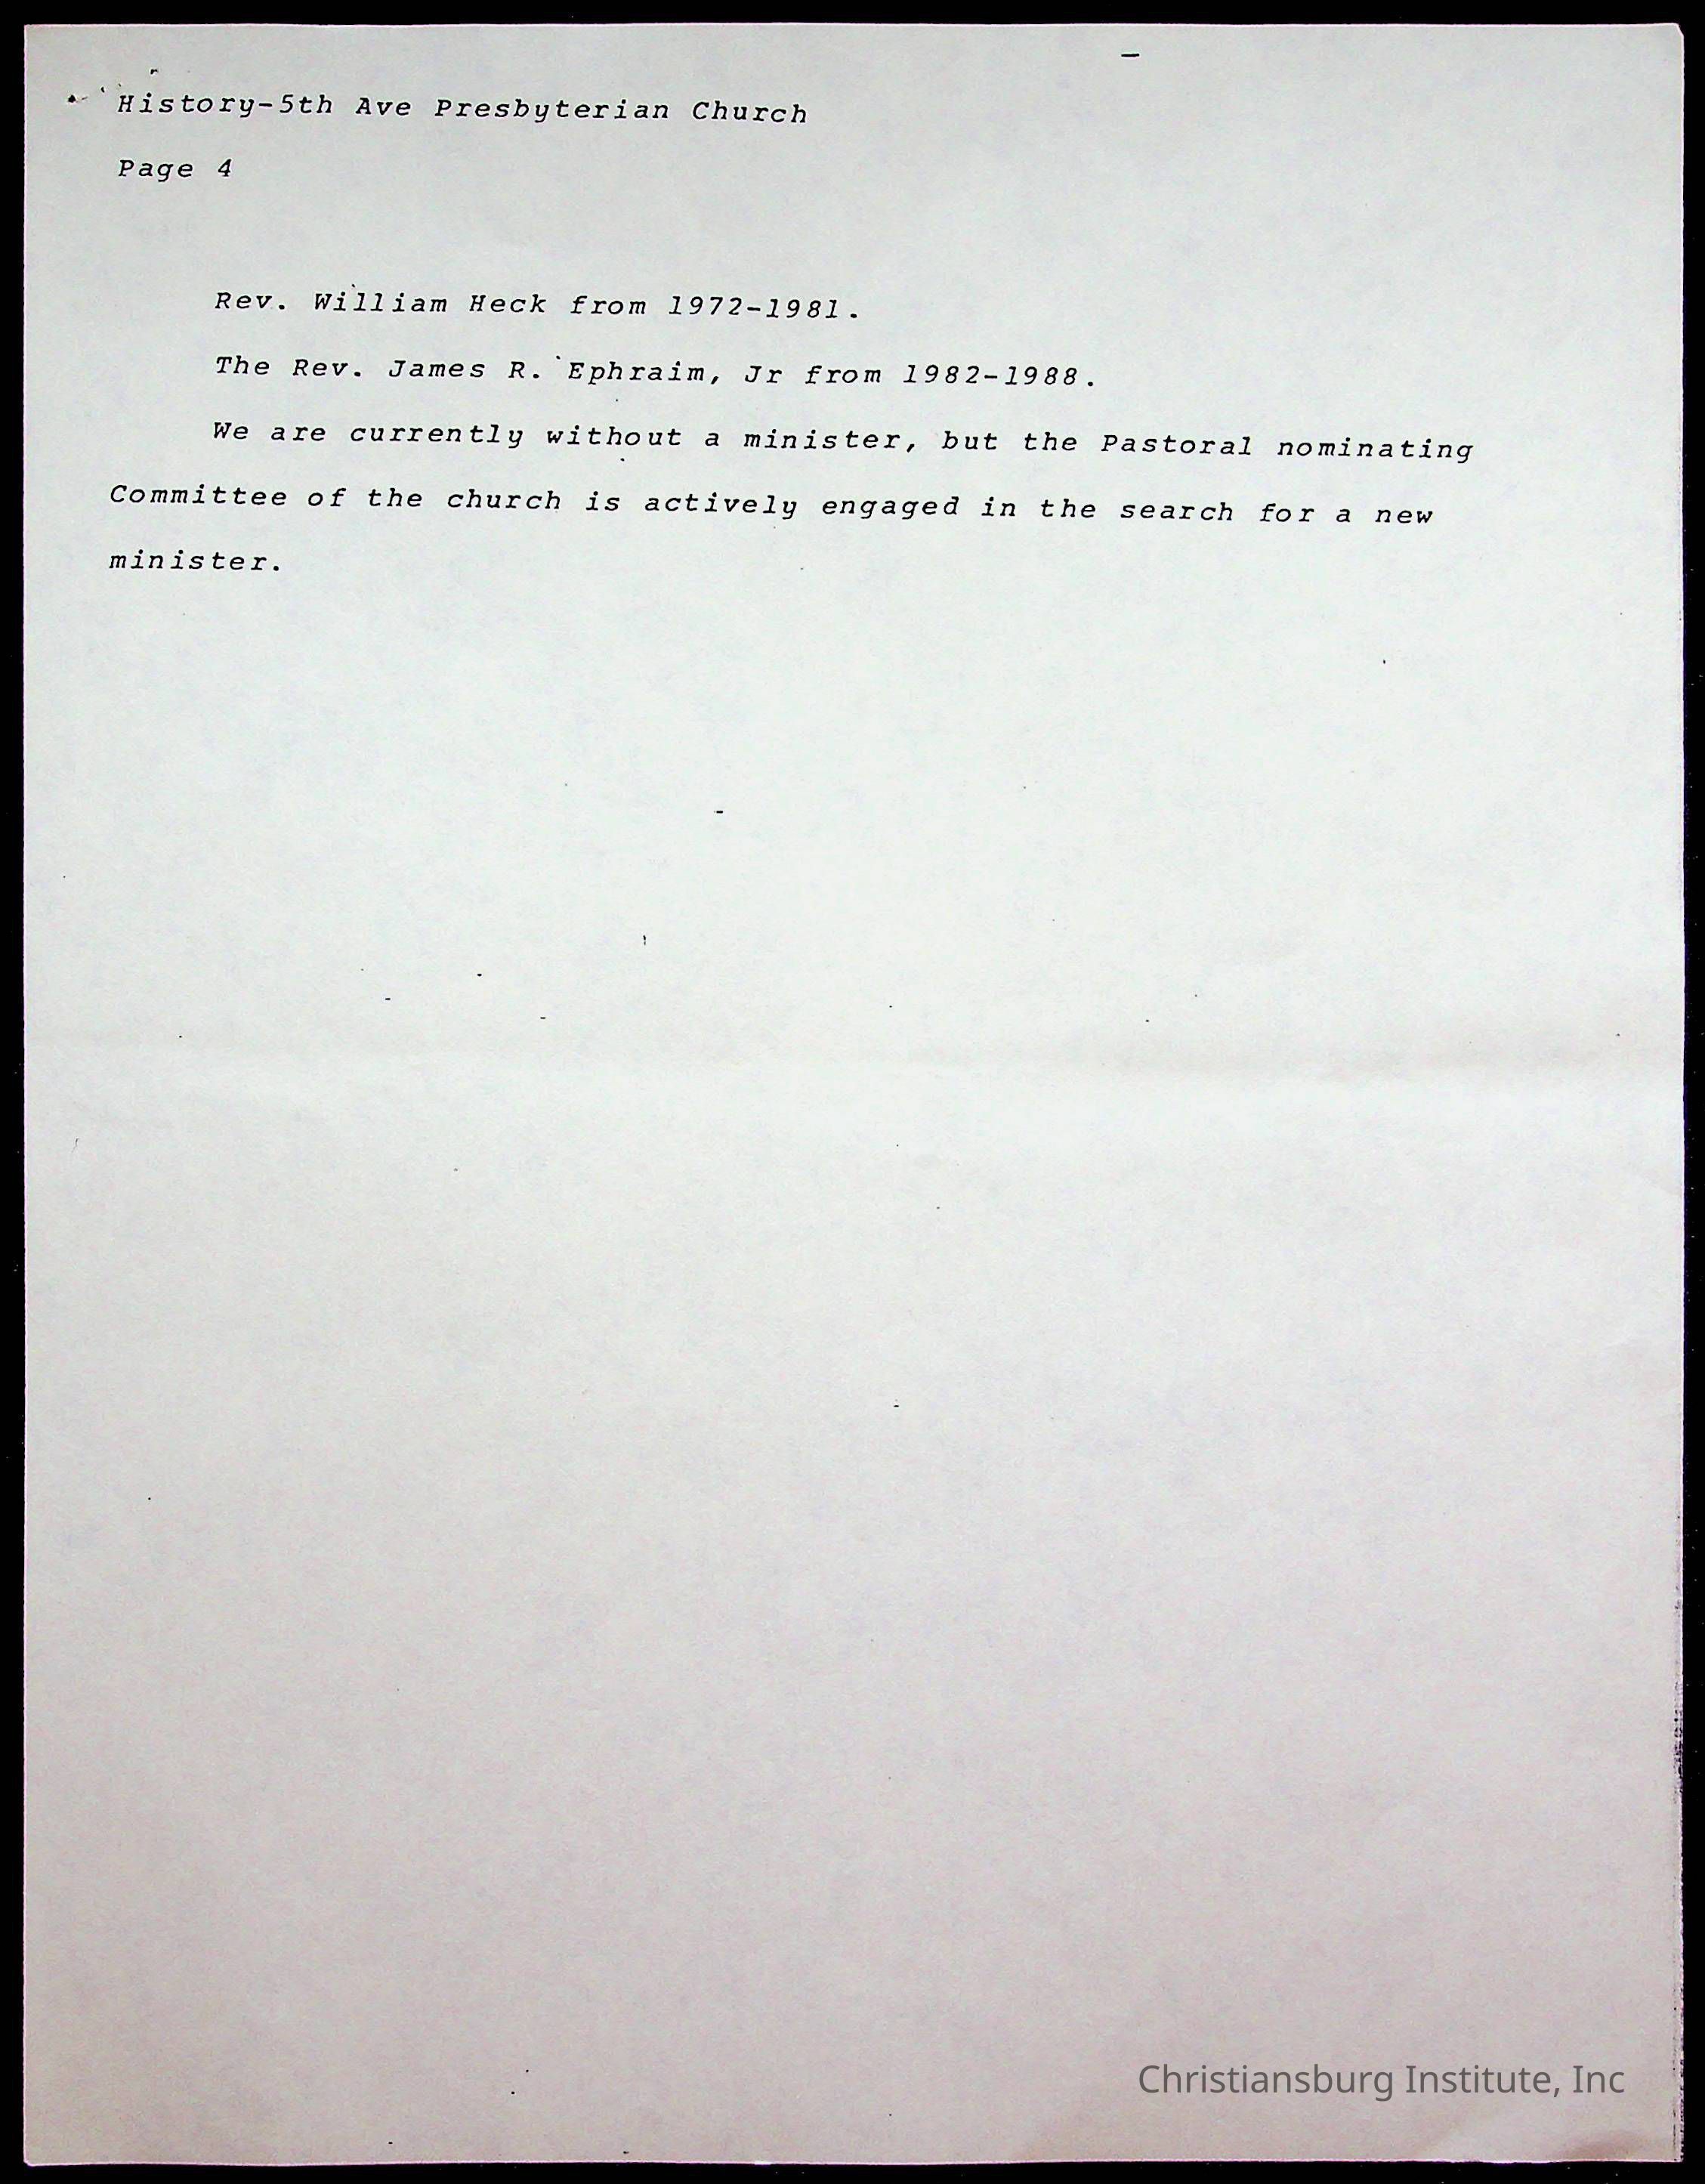 History-5th Ave Presbyterian Church
Page 4
Rev. William Heck from 1972-1981.
The Rev. James R. Ephraim, Jr from 1982-1988.
We are currently without a minister, but the Pastoral nominating
Committee of the church is actively engaged in the search for a new
minister.
Christiansburg Institute, Inc